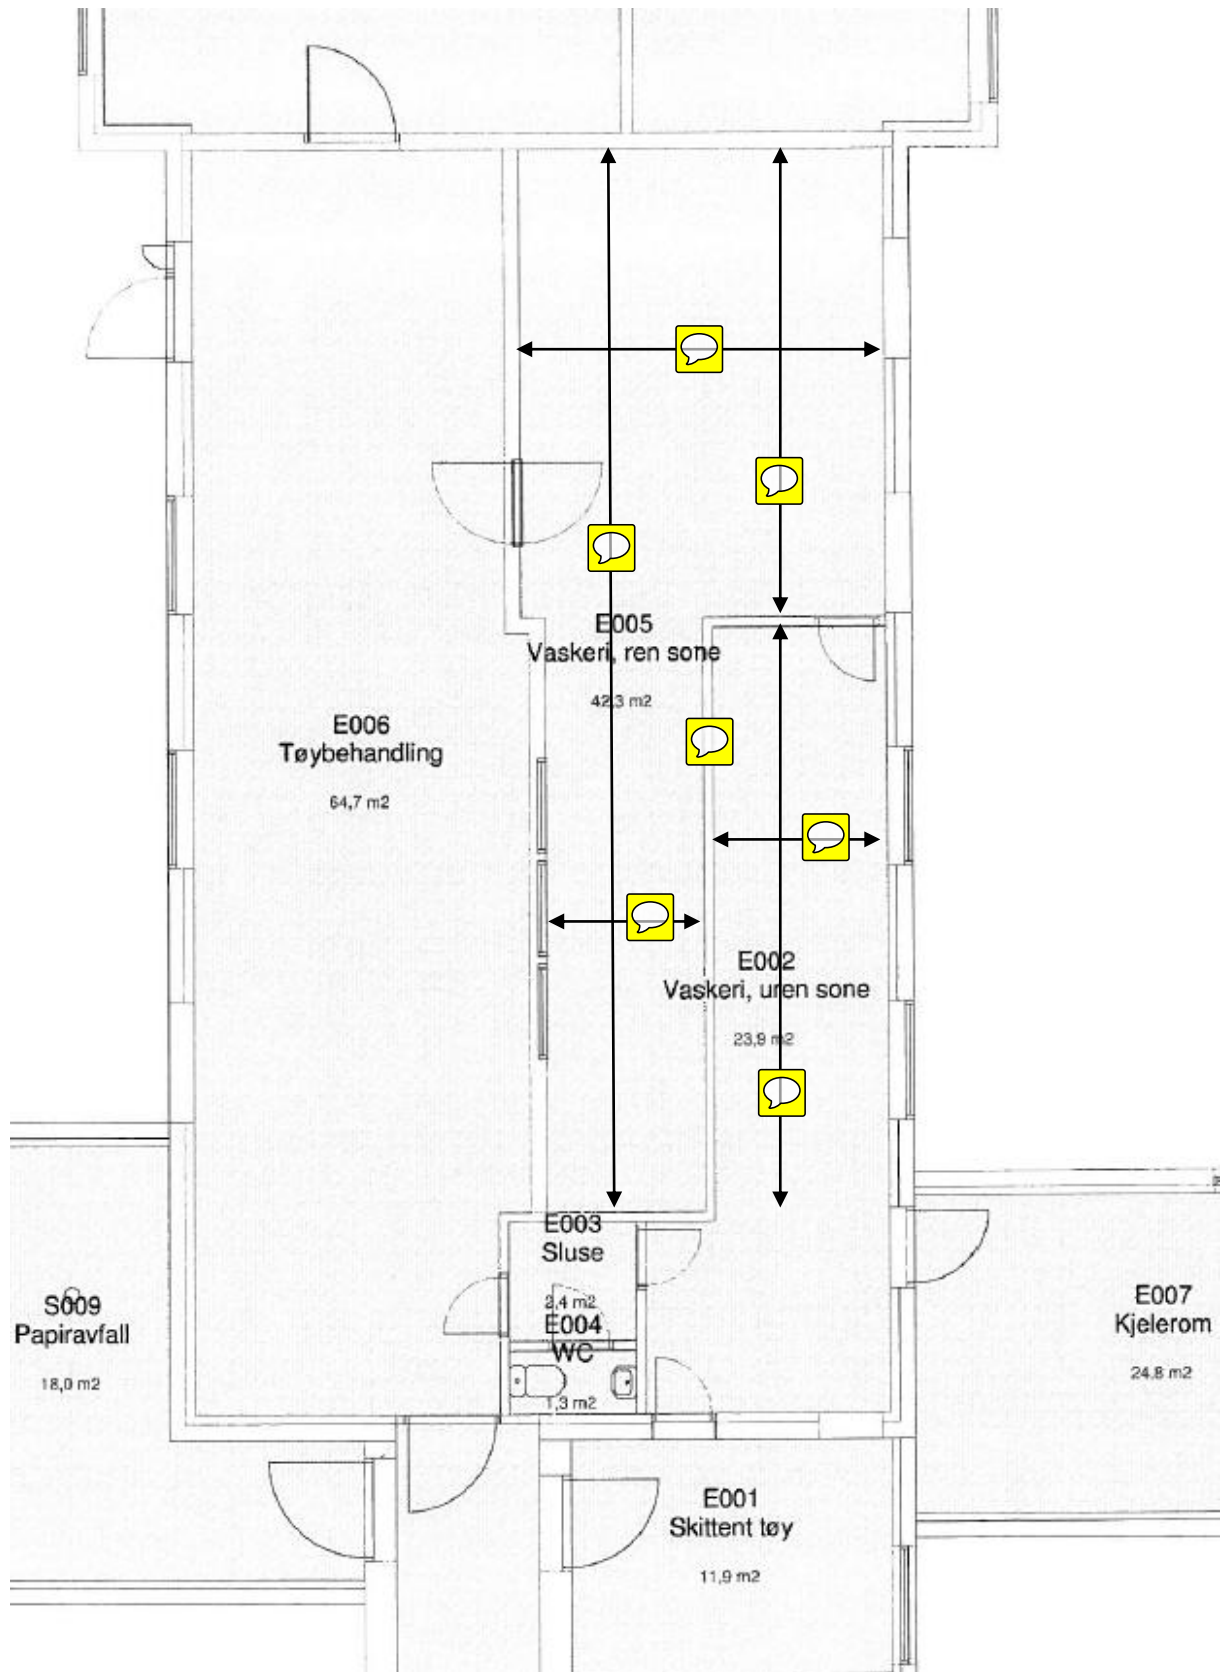 E005
Vaskeri, ren sone
42,3 m2
E006
Tøybehandling
64,7 m2
E002
Vaskeri, uren sone
23,9 m2
E003
Sluse
2,4 m2
E004
WC
1,3 m2
S009
Papiravfall
18,0 m2
E007
Kjelerom
24,8 m2
E001
Skittent tøy
11,9 m2